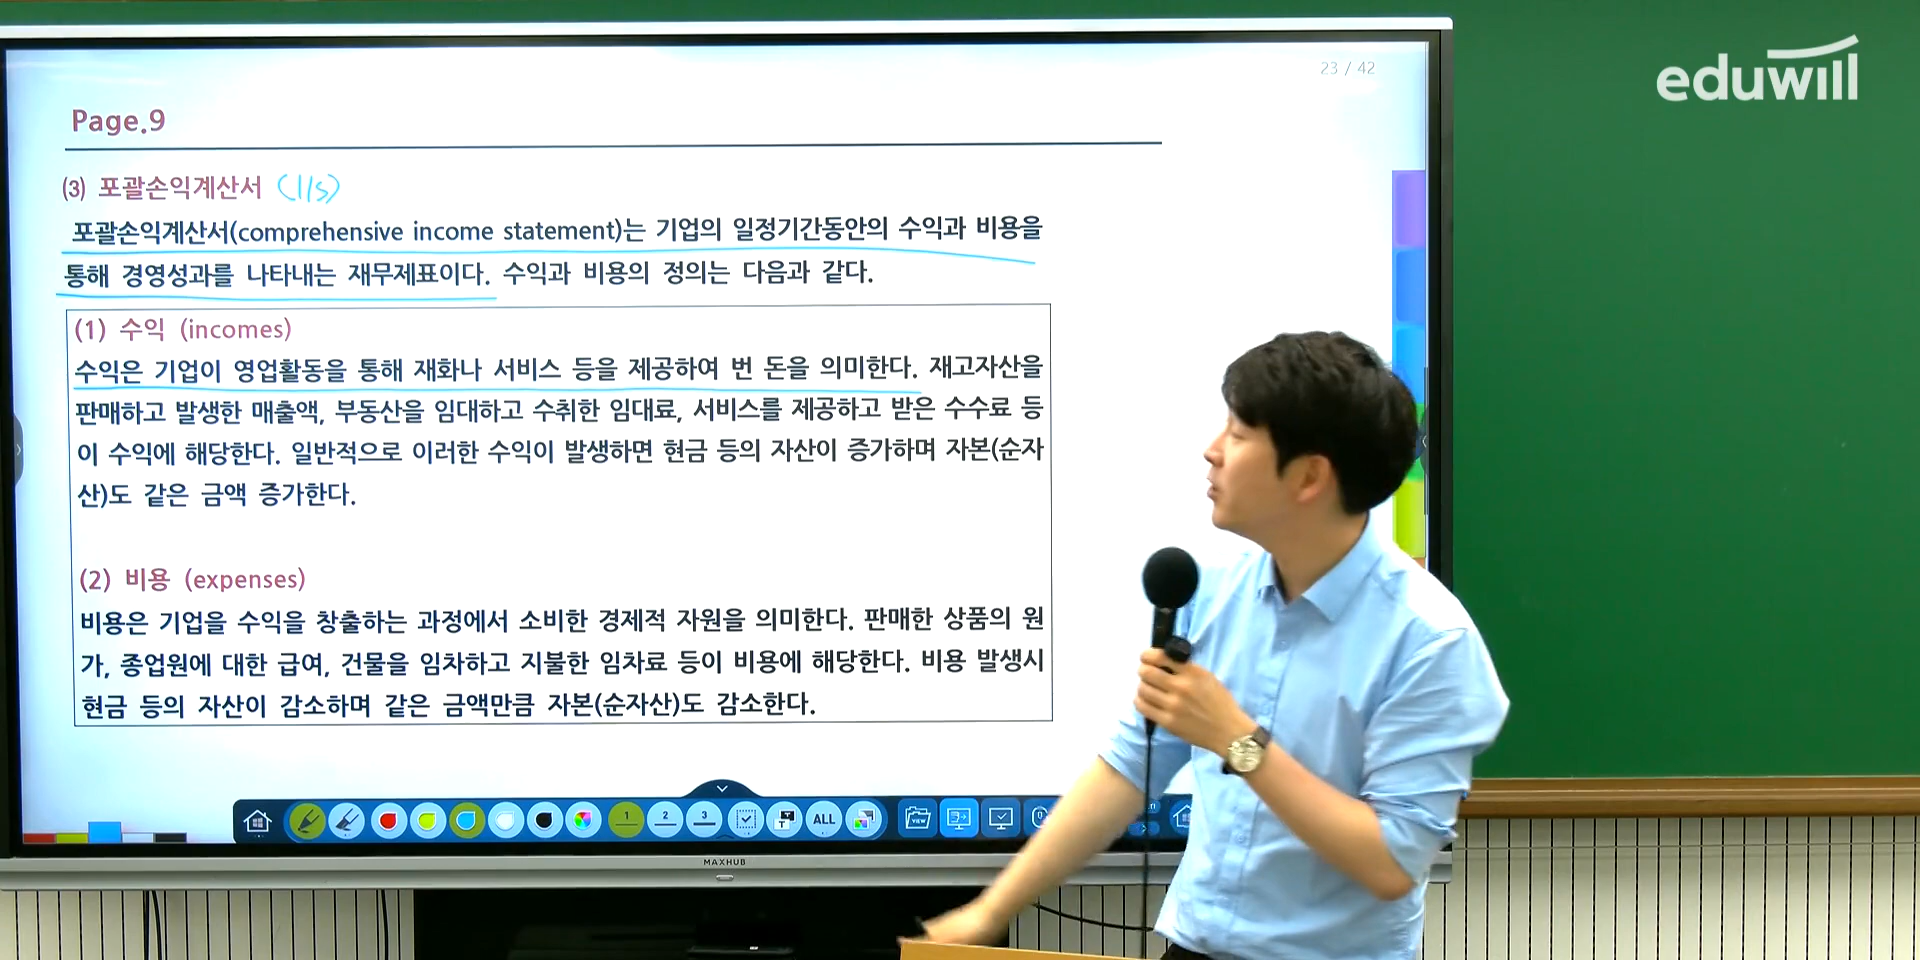 23 / 42
eduwill
Page.9
(3) 포괄손익계산서 (I/S)
포괄손익계산서(comprehensive income statement)는 기업의 일정기간동안의 수익과 비용을
통해 경영성과를 나타내는 재무제표이다. 수익과 비용의 정의는 다음과 같다.
(1) 수익 (incomes)
수익은 기업이 영업활동을 통해 재화나 서비스 등을 제공하여 번 돈을 의미한다. 재고자산을
판매하고 발생한 매출액, 부동산을 임대하고 수취한 임대료, 서비스를 제공하고 받은 수수료 등
이 수익에 해당한다. 일반적으로 이러한 수익이 발생하면 현금 등의 자산이 증가하며 자본(순자
산)도 같은 금액 증가한다.
(2) 비용 (expenses)
비용은 기업을 수익을 창출하는 과정에서 소비한 경제적 자원을 의미한다. 판매한 상품의 원
가, 종업원에 대한 급여, 건물을 임차하고 지불한 임차료 등이 비용에 해당한다. 비용 발생시
현금 등의 자산이 감소하며 같은 금액만큼 자본(순자산)도 감소한다.
1 2 3 ALL VIEW
MAXHUB